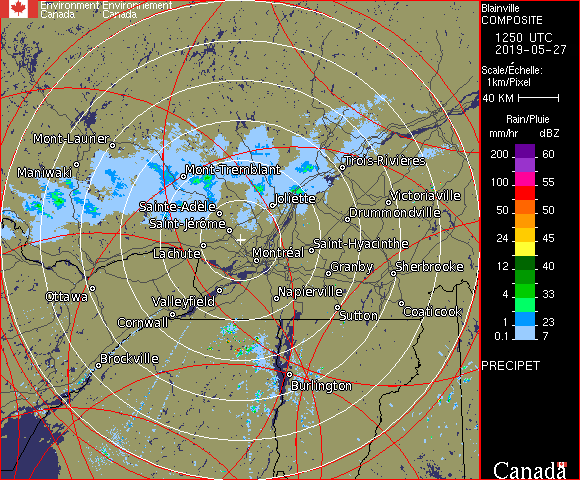 Environment Environnement
Canada Canada
Blainville
COMPOSITE
1250 UTC
2019-05-27
Scale/Échelle:
1km/Pixel
40 KM
Rain/Pluie
mm/hr dBZ
200 60
100 55
50 50
24 45
12 40
4 33
1 23
0.1 7
PRECIPET
Canada
Mont-Laurier
Maniwaki
Mont-Tremblant
Trois-Rivières
Sainte-Adèle
Joliette
Victoriaville
Drummondville
Saint-Jérôme
Saint-Hyacinthe
Lachute
Montréal
Granby
Sherbrooke
Ottawa
Valleyfield
Napierville
Coaticook
Cornwall
Sutton
Brockville
Burlington